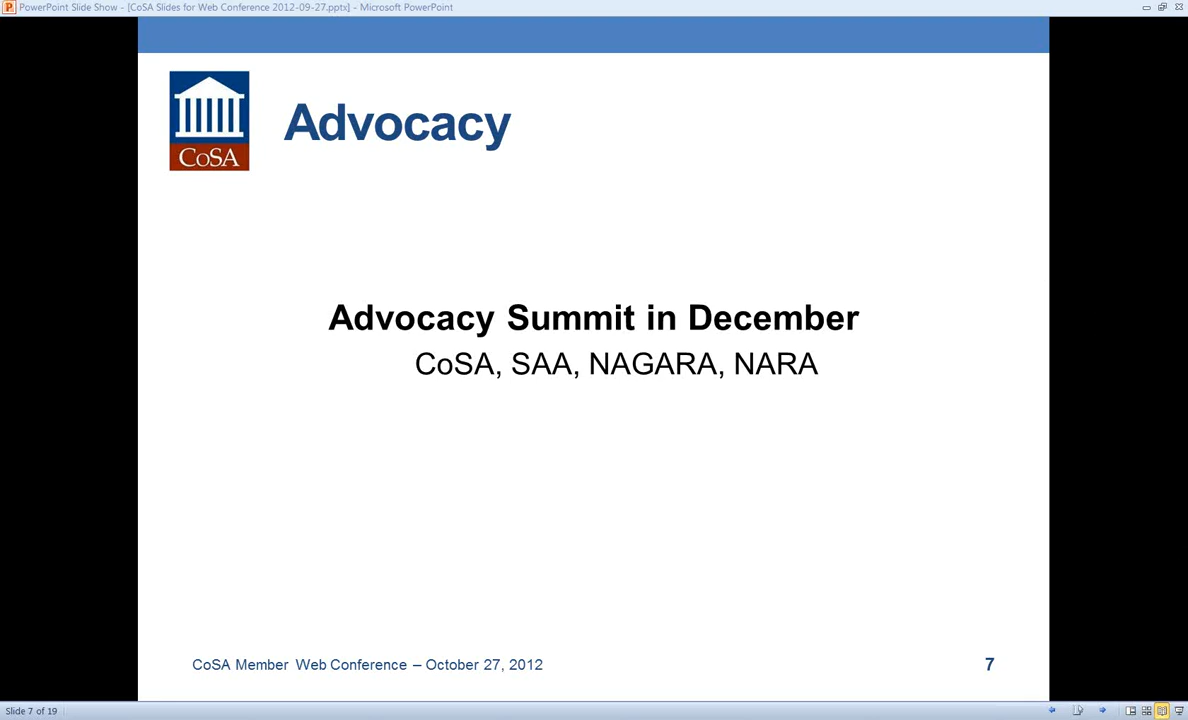 PowerPoint Slide Show - [CoSA Slides for Web Conference 2012-09-27.pptx] - Microsoft PowerPoint
CoSA
Advocacy
Advocacy Summit in December
CoSA, SAA, NAGARA, NARA
CoSA Member Web Conference – October 27, 2012
7
Slide 7 of 19